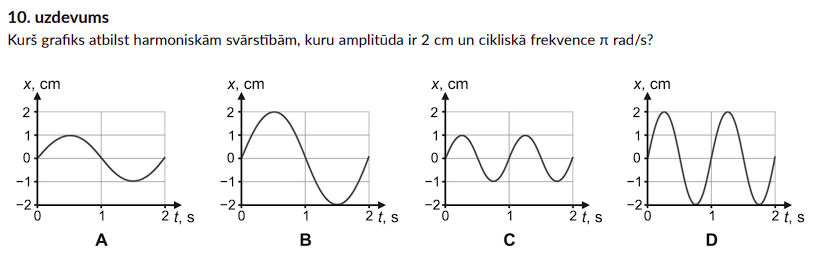 10. uzdevums
Kurš grafiks atbilst harmoniskām svārstībām, kuru amplitūda ir 2 cm un cikliskā frekvence π rad/s?
x, cm x, cm x, cm x, cm
2 2 2 2
1 1 1 1
0 0 0 0
−1 −1 −1 −1
−2 −2 −2 −2
0 1 2 t, s 0 1 2 t, s 0 1 2 t, s 0 1 2 t, s
A B C D